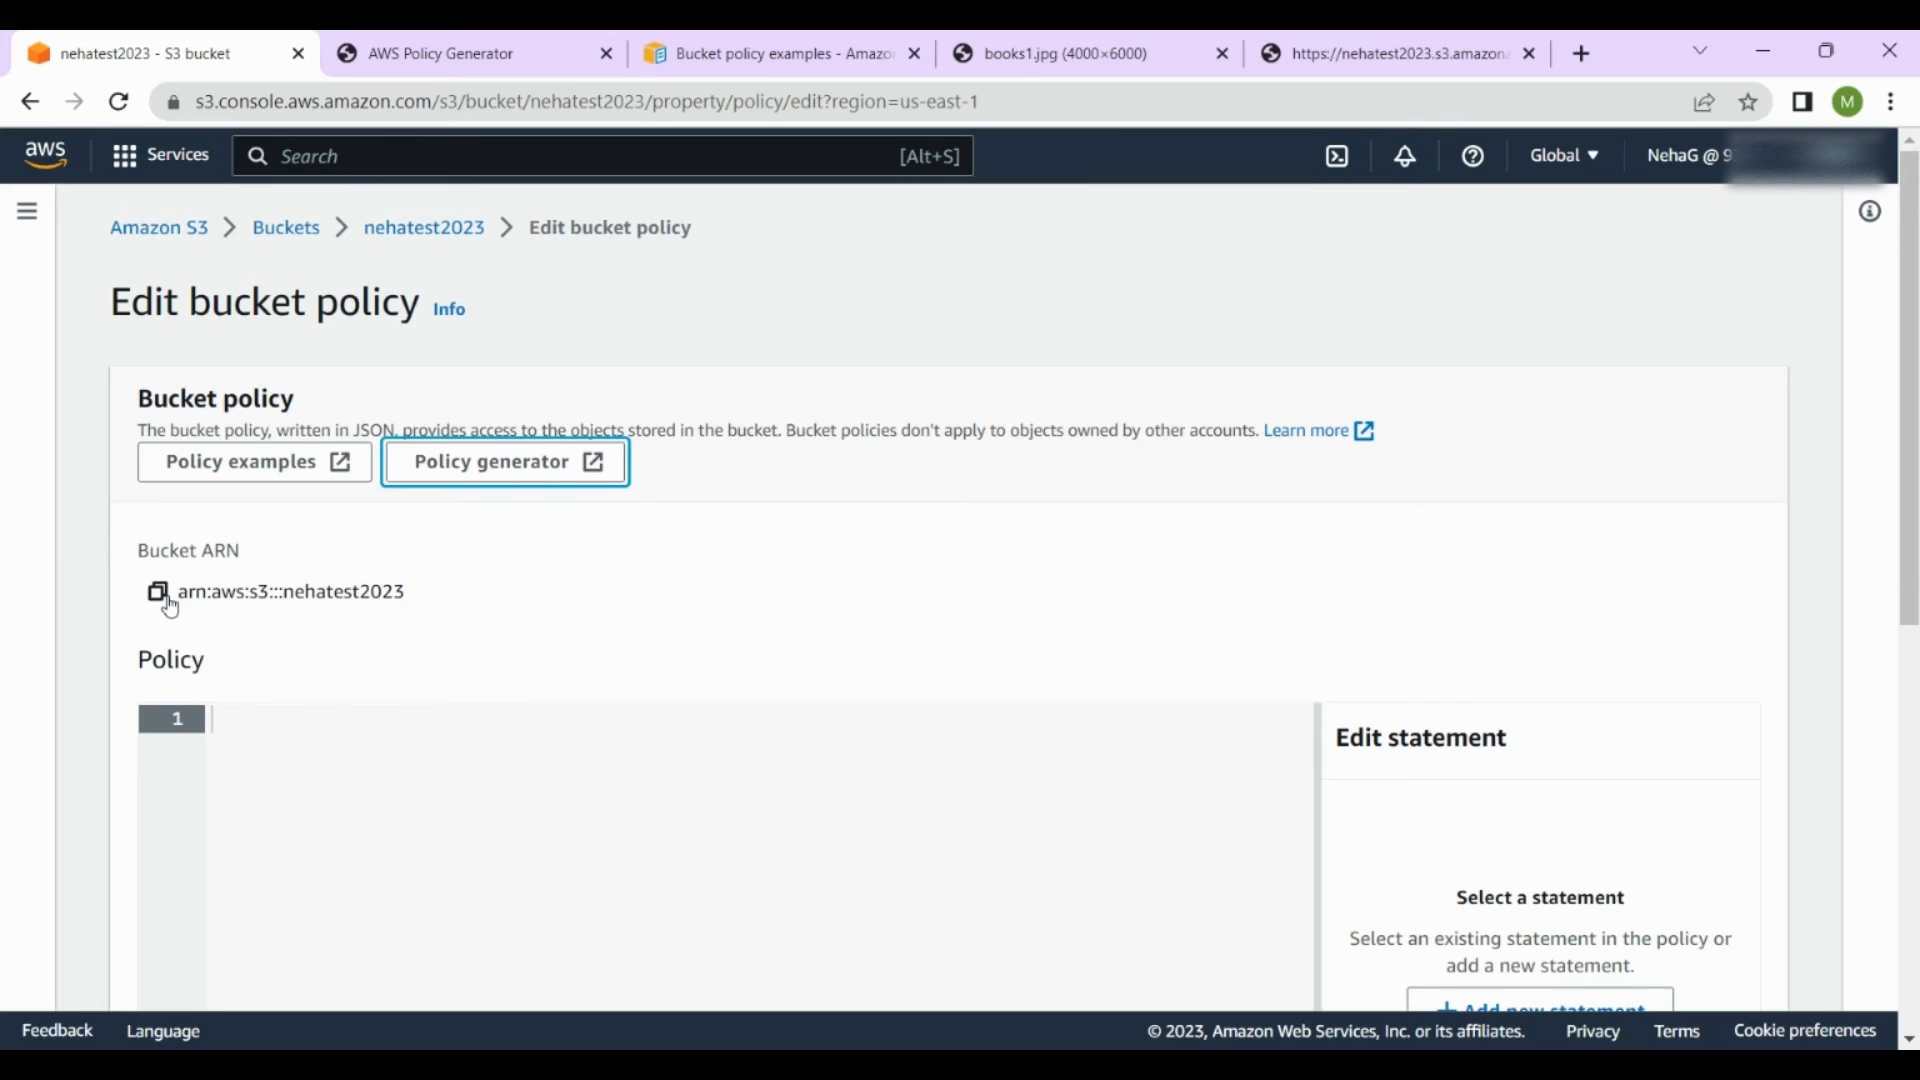 nehatest2023 - S3 bucket
AWS Policy Generator
Bucket policy examples - Amazo
books1.jpg (4000×6000)
https://nehatest2023.s3.amazon
s3.console.aws.amazon.com/s3/bucket/nehatest2023/property/policy/edit?region=us-east-1
M
aws
Services
Search
[Alt+S]
Global
NehaG @ 9
Amazon S3 > Buckets > nehatest2023 > Edit bucket policy
Edit bucket policy Info
Bucket policy
The bucket policy, written in JSON, provides access to the objects stored in the bucket. Bucket policies don't apply to objects owned by other accounts. Learn more
Policy examples
Policy generator
Bucket ARN
arn:aws:s3:::nehatest2023
Policy
1
Edit statement
Select a statement
Select an existing statement in the policy or
add a new statement.
+ Add new statement
Feedback
Language
© 2023, Amazon Web Services, Inc. or its affiliates.
Privacy
Terms
Cookie preferences